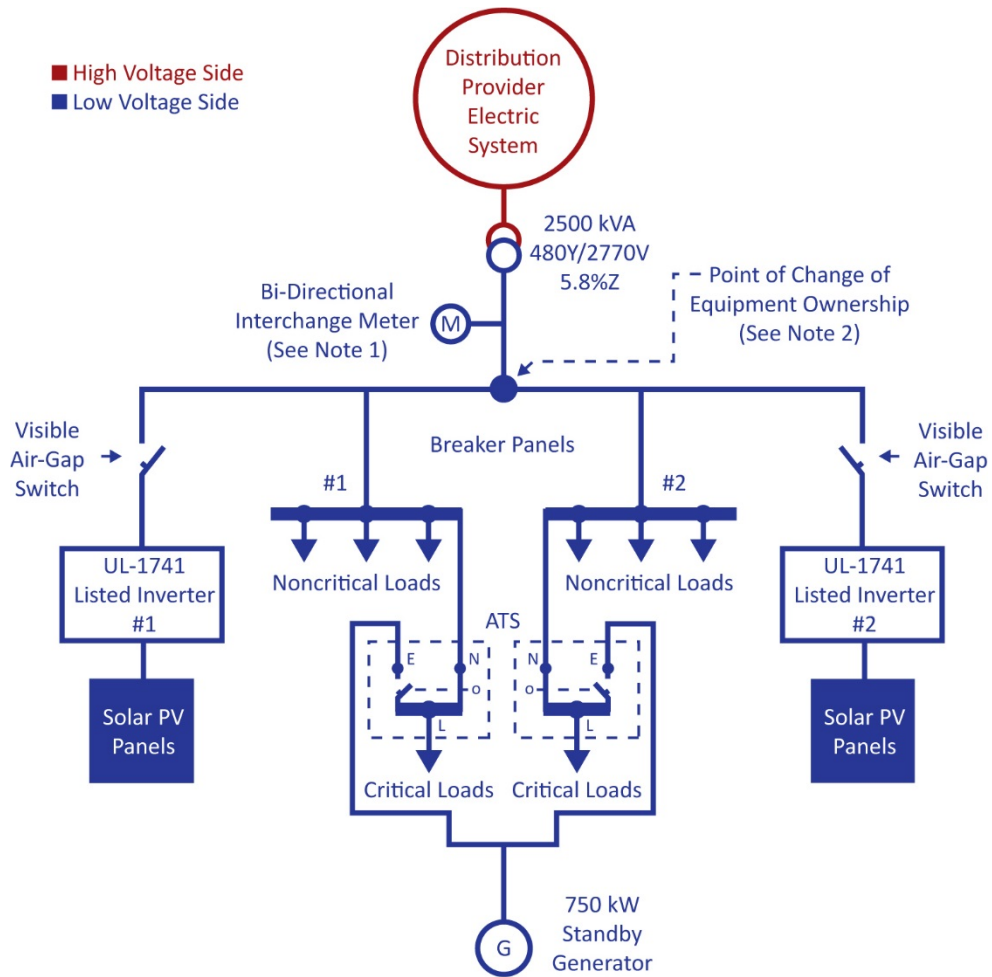 High Voltage Side
Low Voltage Side
Distribution
Provider
Electric
System
2500 kVA
480Y/2770V
5.8%Z
Bi-Directional
Interchange Meter
(See Note 1)
M
Point of Change of
Equipment Ownership
(See Note 2)
Visible
Air-Gap
Switch
Breaker Panels
#1
#2
Visible
Air-Gap
Switch
UL-1741
Listed Inverter
#1
Noncritical Loads
Noncritical Loads
UL-1741
Listed Inverter
#2
ATS
E
N
N
E
o
o
L
L
Solar PV
Panels
Critical Loads
Critical Loads
Solar PV
Panels
G
750 kW
Standby
Generator